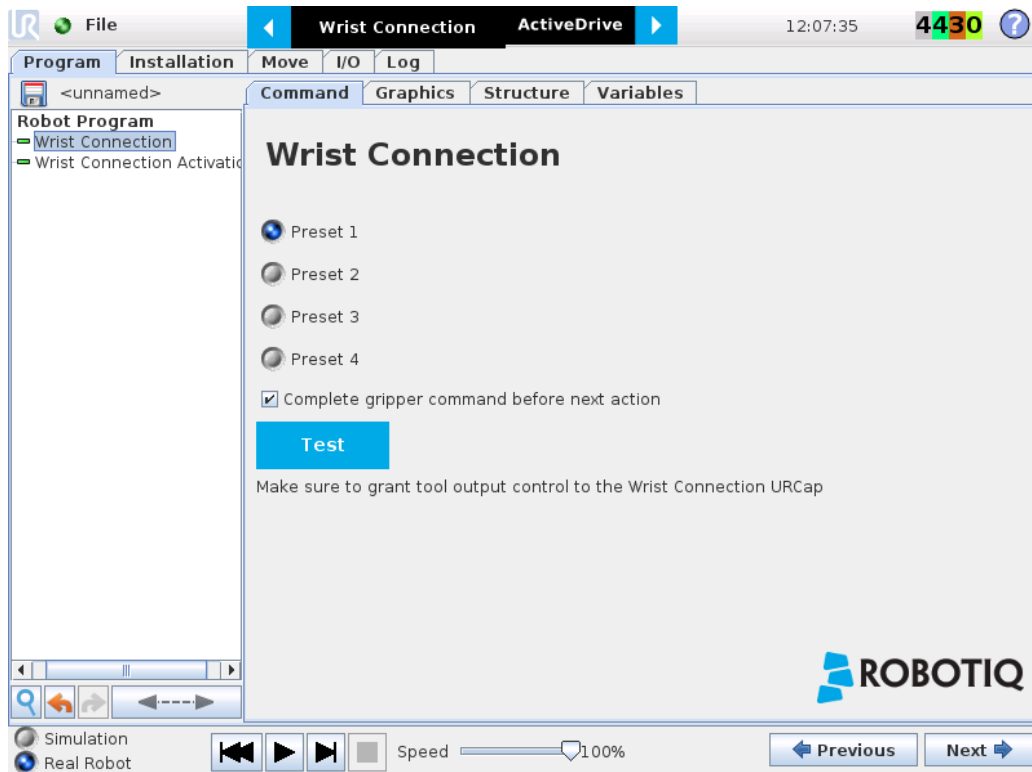 UR File Wrist Connection ActiveDrive 12:07:35 4430 ?
Program Installation Move I/O Log
<unnamed> Command Graphics Structure Variables
Robot Program
Wrist Connection
Wrist Connection Activatio
Wrist Connection
Preset 1
Preset 2
Preset 3
Preset 4
Complete gripper command before next action
Test
Make sure to grant tool output control to the Wrist Connection URCap
ROBOTIQ
Simulation
Real Robot
Speed 100% Previous Next